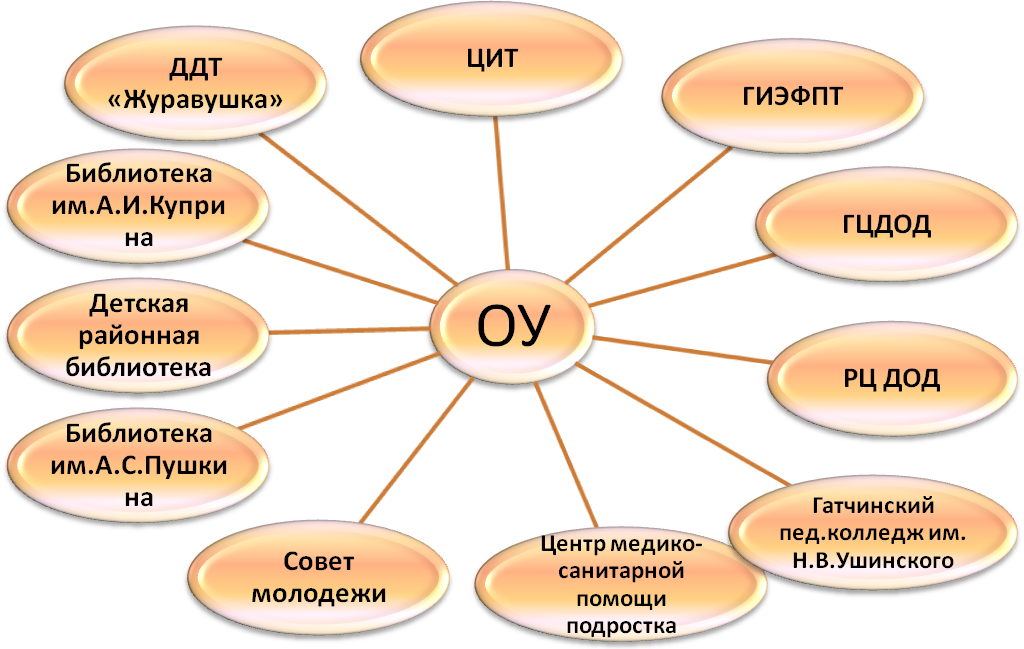 ДДТ
«Журавушка»
ЦИТ
ГИЭФПТ
Библиотека
им.А.И.Купри
на
ГЦДОД
Детская
районная
библиотека
ОУ
РЦ ДОД
Библиотека
им.А.С.Пушки
на
Гатчинский
пед.колледж им.
Н.В.Ушинского
Совет
молодежи
Центр медико-
санитарной
помощи
подростка